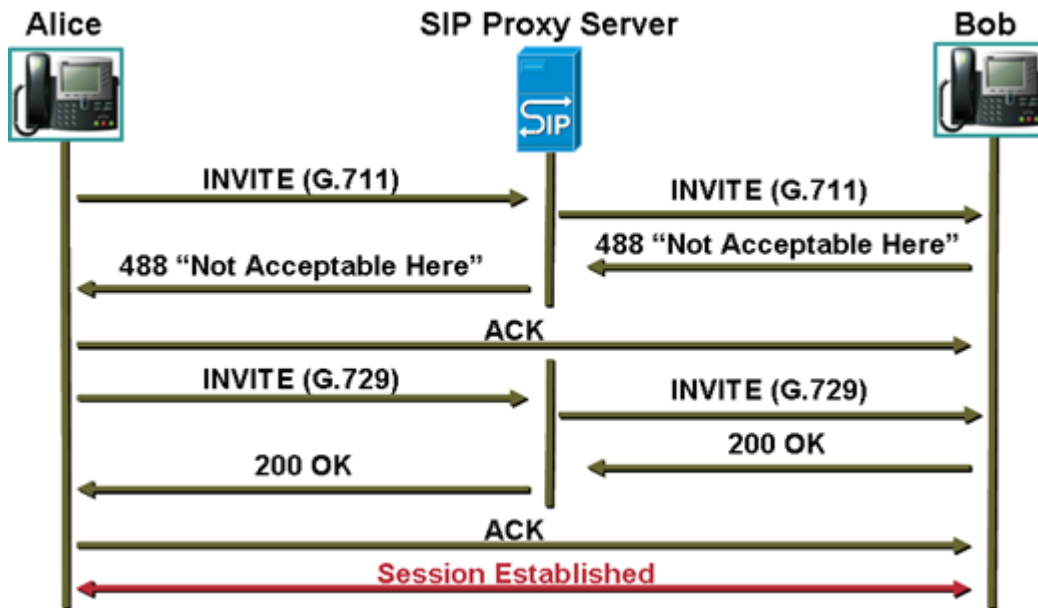 Alice
SIP Proxy Server
Bob
SIP
INVITE (G.711)
INVITE (G.711)
488 “Not Acceptable Here”
488 “Not Acceptable Here”
ACK
INVITE (G.729)
INVITE (G.729)
200 OK
200 OK
ACK
Session Established